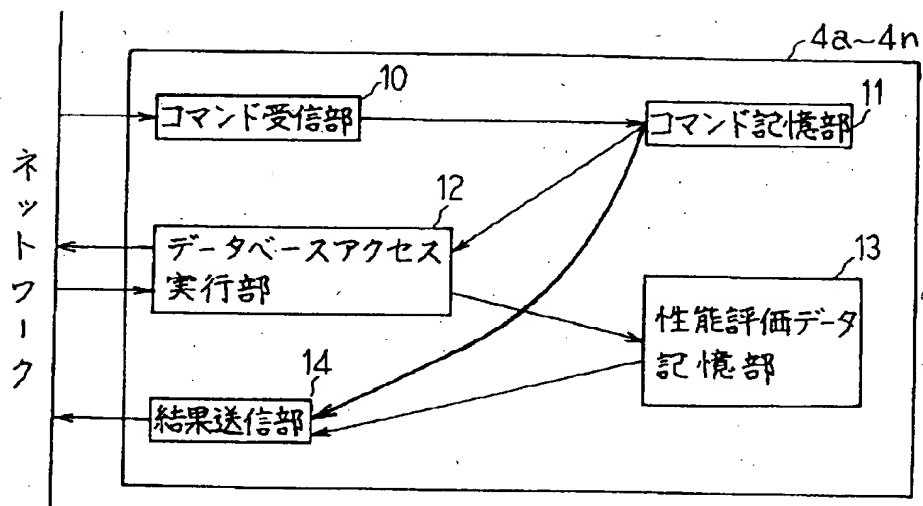 4a~4n
10
コマンド受信部
11
コマンド記憶部
ネットワーク
12
データベースアクセス
実行部
13
性能評価データ
記憶部
14
結果送信部